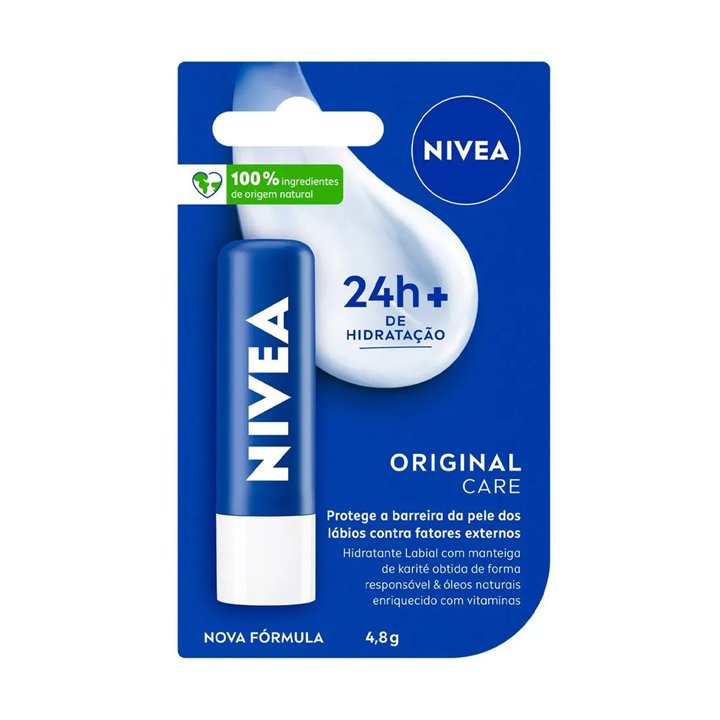 NIVEA
100% ingredientes
de origem natural
24h+
DE
HIDRATAÇÃO
NIVEA
ORIGINAL
CARE
Protege a barreira da pele dos
lábios contra fatores externos
Hidratante Labial com manteiga
de karité obtida de forma
responsável & óleos naturais
enriquecido com vitaminas
NOVA FÓRMULA
4,8g